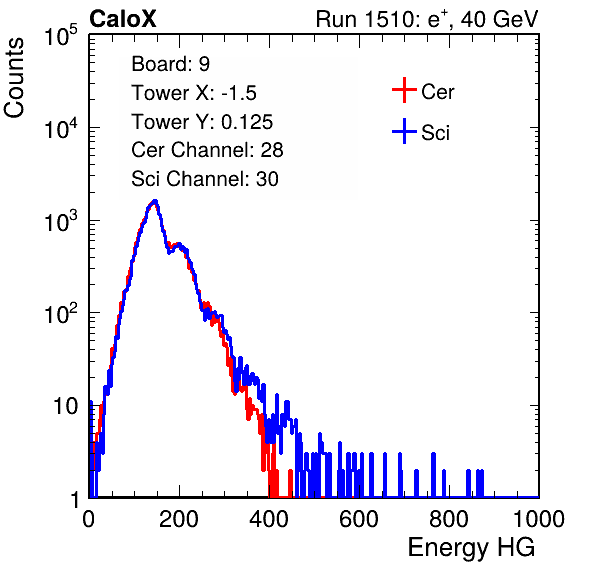 CaloX Run 1510: e⁺, 40 GeV
Counts
Board: 9
Tower X: -1.5
Tower Y: 0.125
Cer Channel: 28
Sci Channel: 30
Cer
Sci
10⁵
10⁴
10³
10²
10
1
0 200 400 600 800 1000
Energy HG